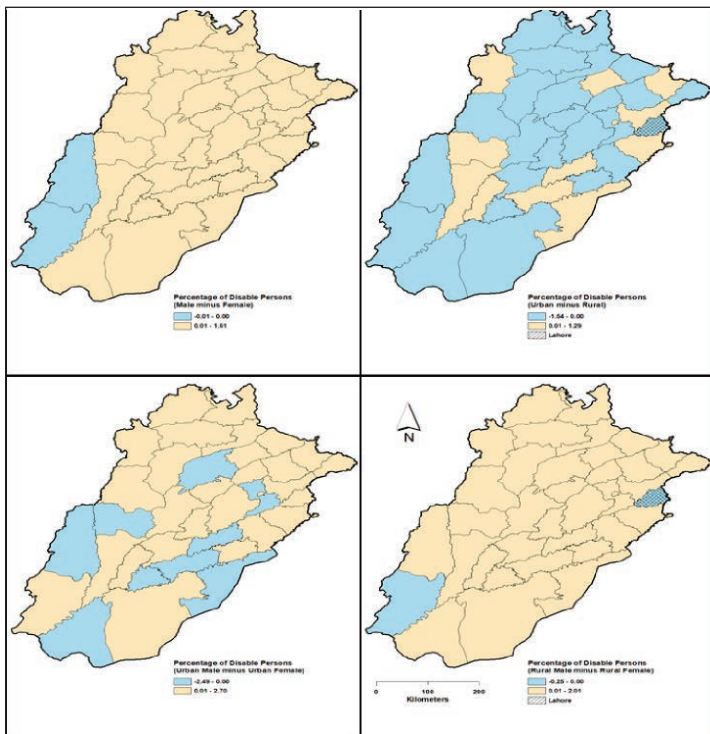 Percentage of Disable Persons
(Male minus Female)
-0.01 - 0.00
0.01 - 1.81
Percentage of Disable Persons
(Urban minus Rural)
-1.54 - 0.00
0.01 - 1.29
Lahore
Percentage of Disable Persons
(Urban Male minus Urban Female)
-2.49 - 0.00
0.01 - 2.70
N
0 100 200
Kilometers
Percentage of Disable Persons
(Rural Male minus Rural Female)
-0.25 - 0.00
0.01 - 2.01
Lahore